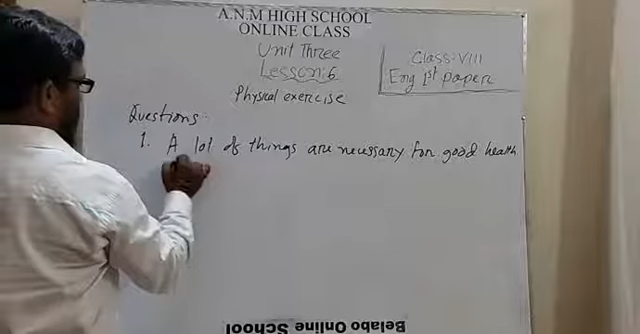 A.N.M HIGH SCHOOL
ONLINE CLASS
Unit Three
Lesson: 6
Physical exercise
Class: VIII
Eng 1st paper
Questions:
1. A lot of things are necessary for good health
Belabo Online School